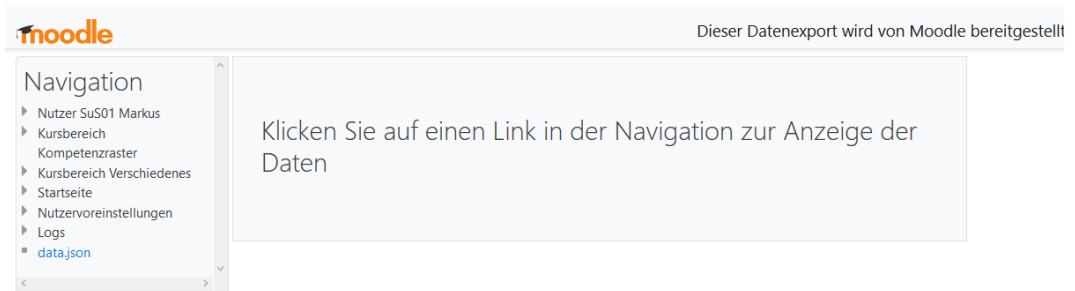 moodle
Dieser Datenexport wird von Moodle bereitgestellt
Navigation
Nutzer SuS01 Markus
Kursbereich
Kompetenzraster
Kursbereich Verschiedenes
Startseite
Nutzervoreinstellungen
Logs
data.json
Klicken Sie auf einen Link in der Navigation zur Anzeige der
Daten